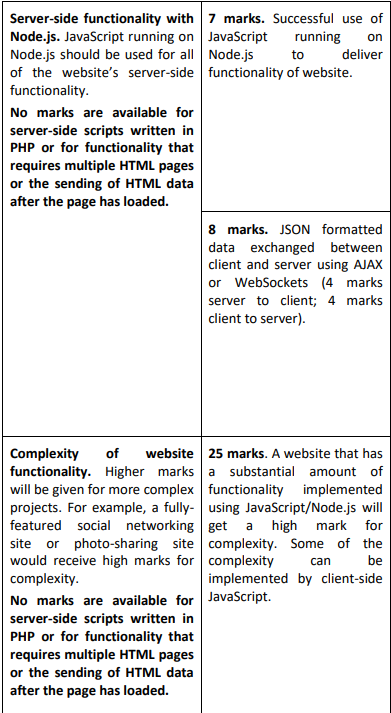 Server-side functionality with
Node.js. JavaScript running on
Node.js should be used for all
of the website’s server-side
functionality.
No marks are available for
server-side scripts written in
PHP or for functionality that
requires multiple HTML pages
or the sending of HTML data
after the page has loaded.
7 marks. Successful use of
JavaScript running on
Node.js to deliver
functionality of website.
8 marks. JSON formatted
data exchanged between
client and server using AJAX
or WebSockets (4 marks
server to client; 4 marks
client to server).
Complexity of website
functionality. Higher marks
will be given for more complex
projects. For example, a fully-
featured social networking
site or photo-sharing site
would receive high marks for
complexity.
No marks are available for
server-side scripts written in
PHP or for functionality that
requires multiple HTML pages
or the sending of HTML data
after the page has loaded.
25 marks. A website that has
a substantial amount of
functionality implemented
using JavaScript/Node.js will
get a high mark for
complexity. Some of the
complexity can be
implemented by client-side
JavaScript.